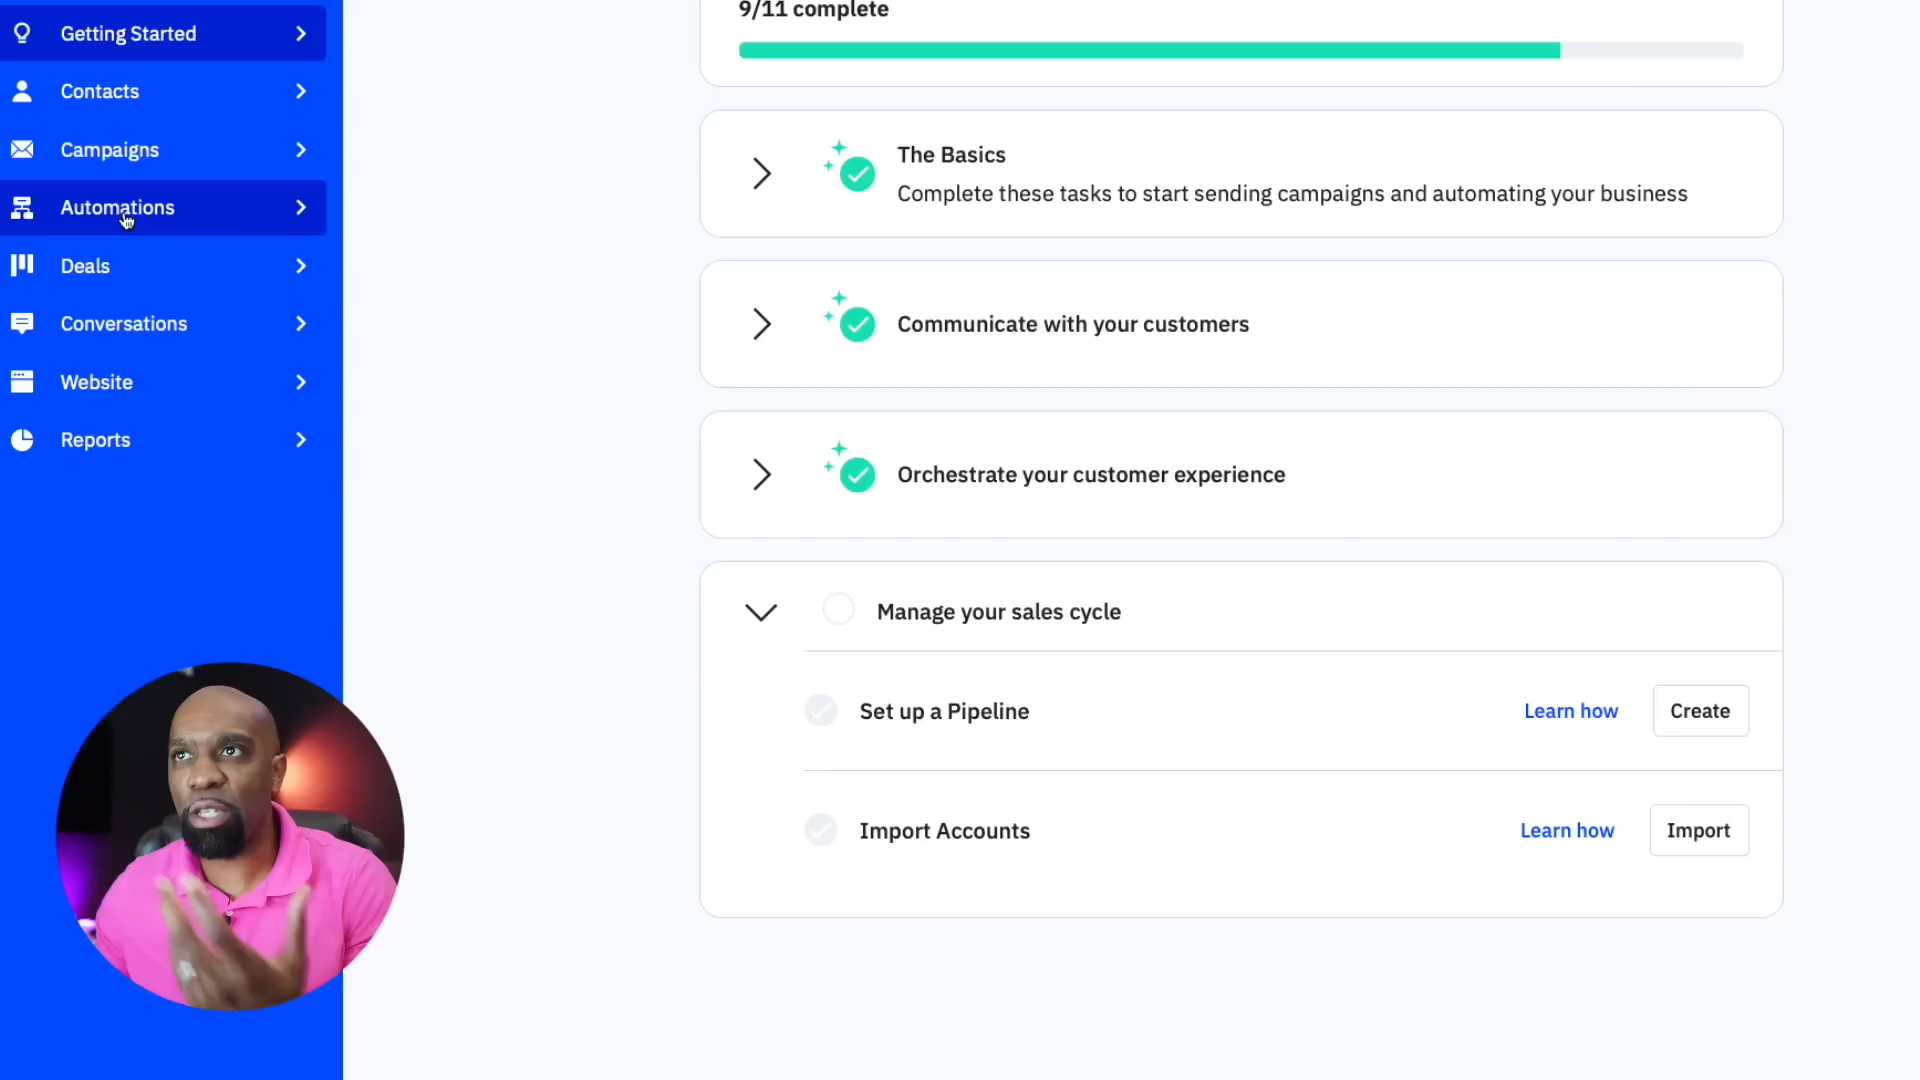 Getting Started
Contacts
Campaigns
Automations
Deals
Conversations
Website
Reports
9/11 complete
The Basics
Complete these tasks to start sending campaigns and automating your business
Communicate with your customers
Orchestrate your customer experience
Manage your sales cycle
Set up a Pipeline
Learn how
Create
Import Accounts
Learn how
Import